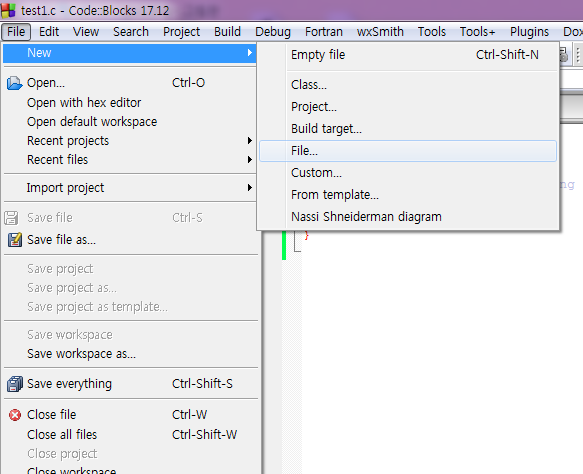 test1.c - Code::Blocks 17.12
File Edit View Search Project Build Debug Fortran wxSmith Tools Tools+ Plugins
New
Empty file Ctrl-Shift-N
Class...
Project...
Build target...
File...
Custom...
From template...
Nassi Shneiderman diagram
Open... Ctrl-O
Open with hex editor
Open default workspace
Recent projects
Recent files
Import project
Save file Ctrl-S
Save file as...
Save project
Save project as...
Save project as template...
Save workspace
Save workspace as...
Save everything Ctrl-Shift-S
Close file Ctrl-W
Close all files Ctrl-Shift-W
Close project
Close workspace
}